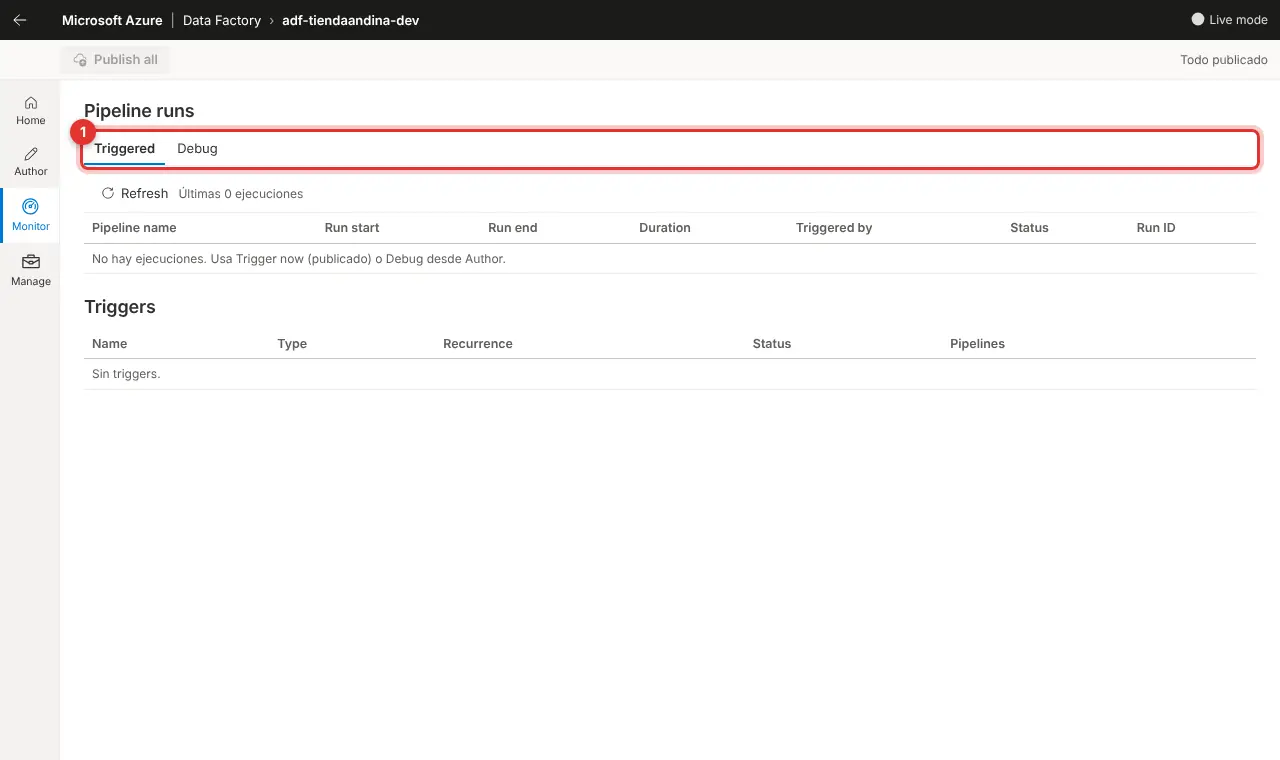 Microsoft Azure | Data Factory › adf-tiendaandina-dev
Live mode
Publish all
Todo publicado
Home
Author
Monitor
Manage
Pipeline runs
1
Triggered Debug
Refresh Últimas 0 ejecuciones
Pipeline name Run start Run end Duration Triggered by Status Run ID
No hay ejecuciones. Usa Trigger now (publicado) o Debug desde Author.
Triggers
Name Type Recurrence Status Pipelines
Sin triggers.